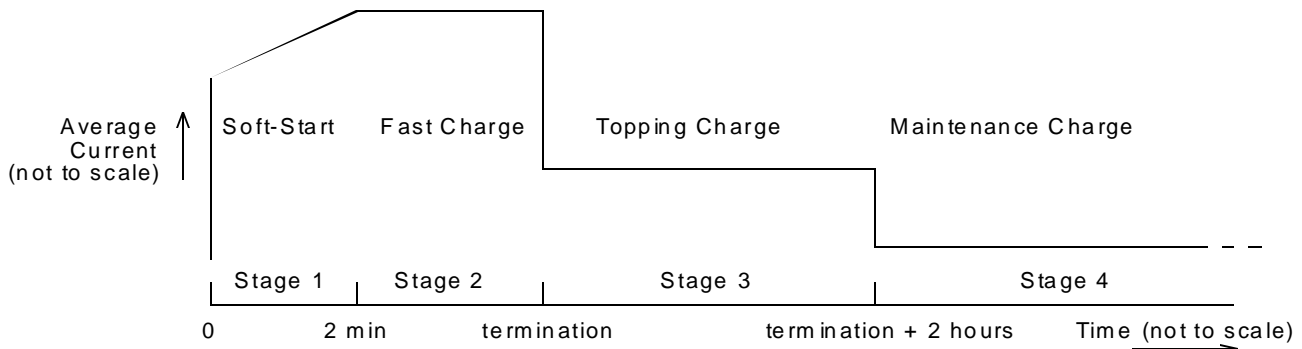 Average
Current
(not to scale)
Soft-Start
Fast Charge
Topping Charge
Maintenance Charge
Stage 1
Stage 2
Stage 3
Stage 4
0
2 min
termination
termination + 2 hours
Time (not to scale)